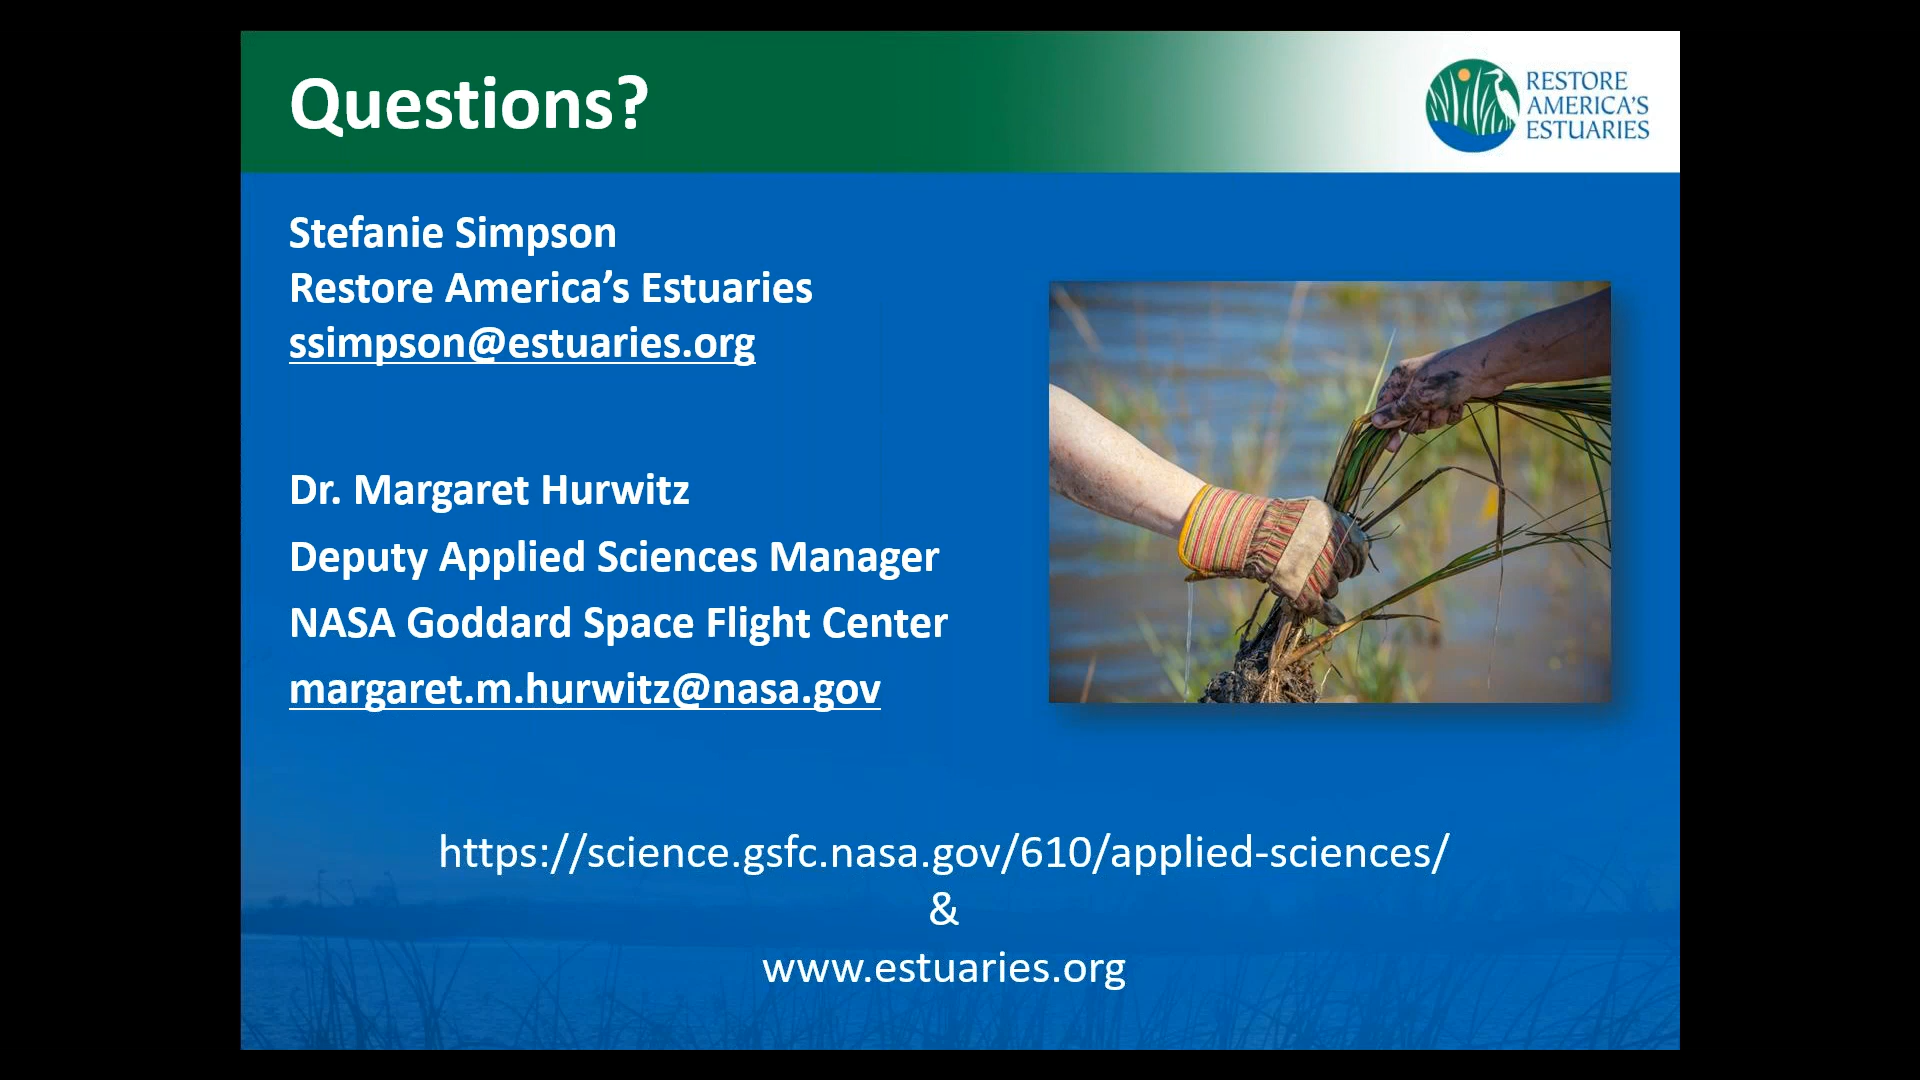 Questions?
RESTORE
AMERICA'S
ESTUARIES
Stefanie Simpson
Restore America’s Estuaries
ssimpson@estuaries.org
Dr. Margaret Hurwitz
Deputy Applied Sciences Manager
NASA Goddard Space Flight Center
margaret.m.hurwitz@nasa.gov
https://science.gsfc.nasa.gov/610/applied-sciences/
&
www.estuaries.org